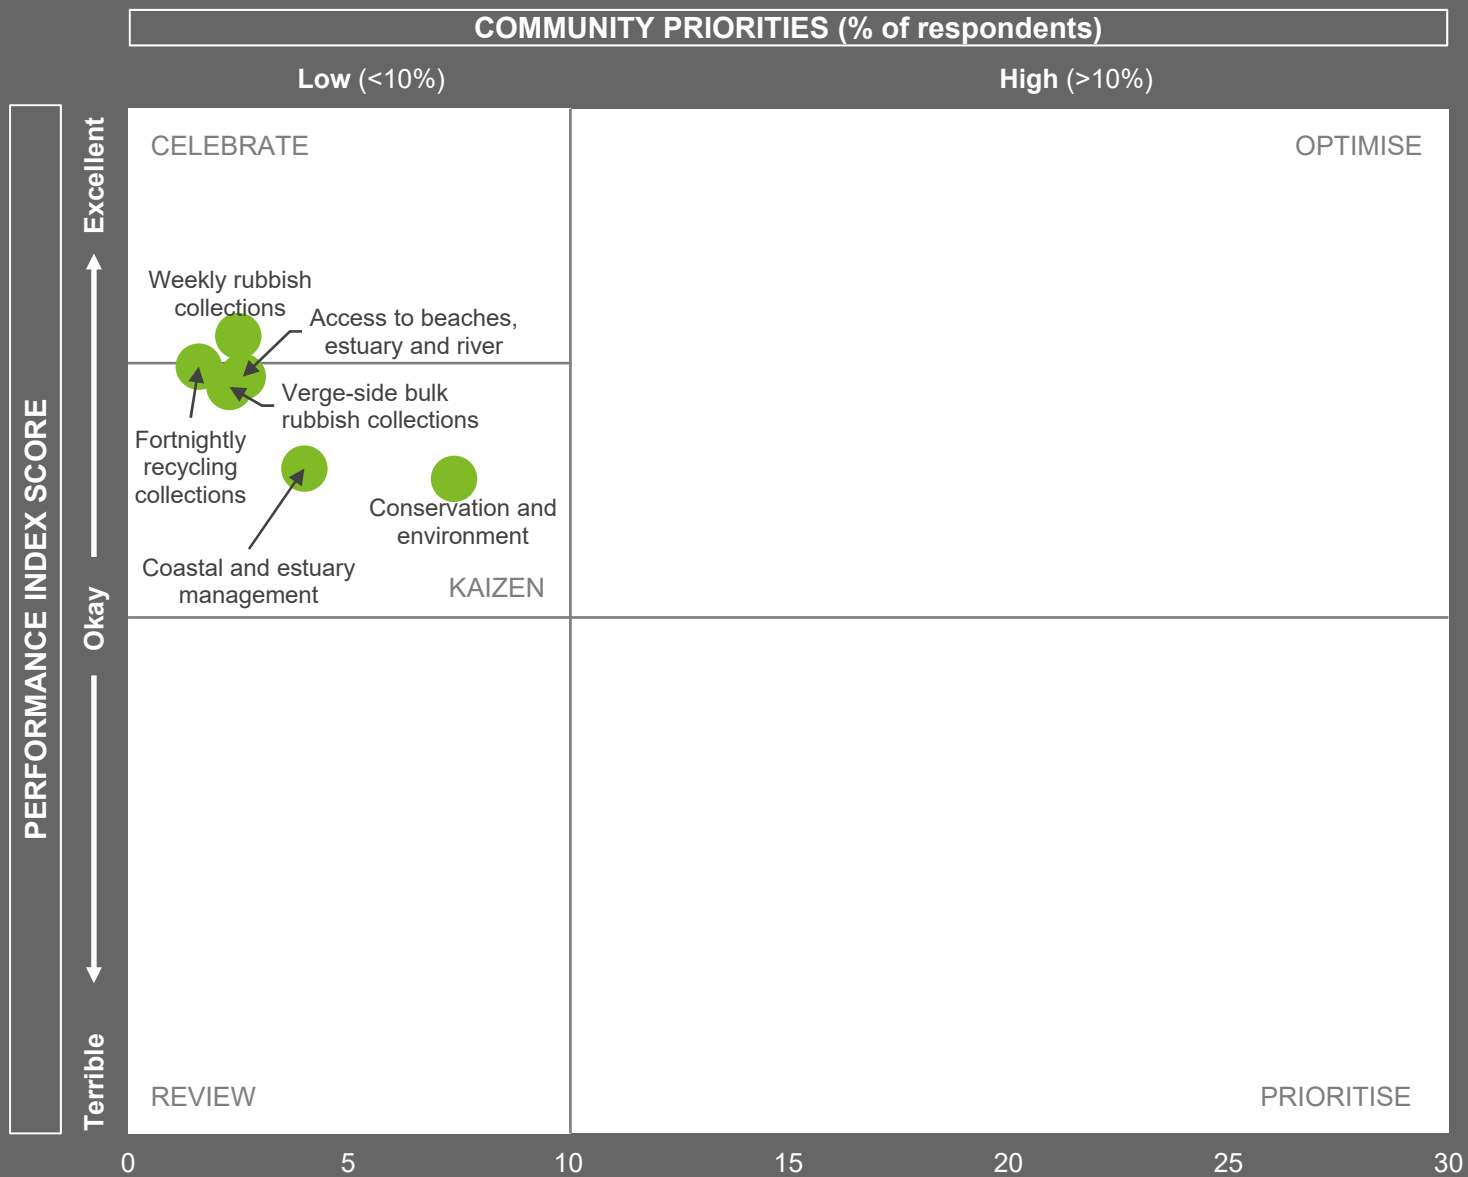 COMMUNITY PRIORITIES (% of respondents)
Low (<10%)
High (>10%)
PERFORMANCE INDEX SCORE
Excellent
Okay
Terrible
CELEBRATE
OPTIMISE
Weekly rubbish
collections
Access to beaches,
estuary and river
Verge-side bulk
rubbish collections
Fortnightly
recycling
collections
Conservation and
environment
Coastal and estuary
management
KAIZEN
REVIEW
PRIORITISE
0 5 10 15 20 25 30